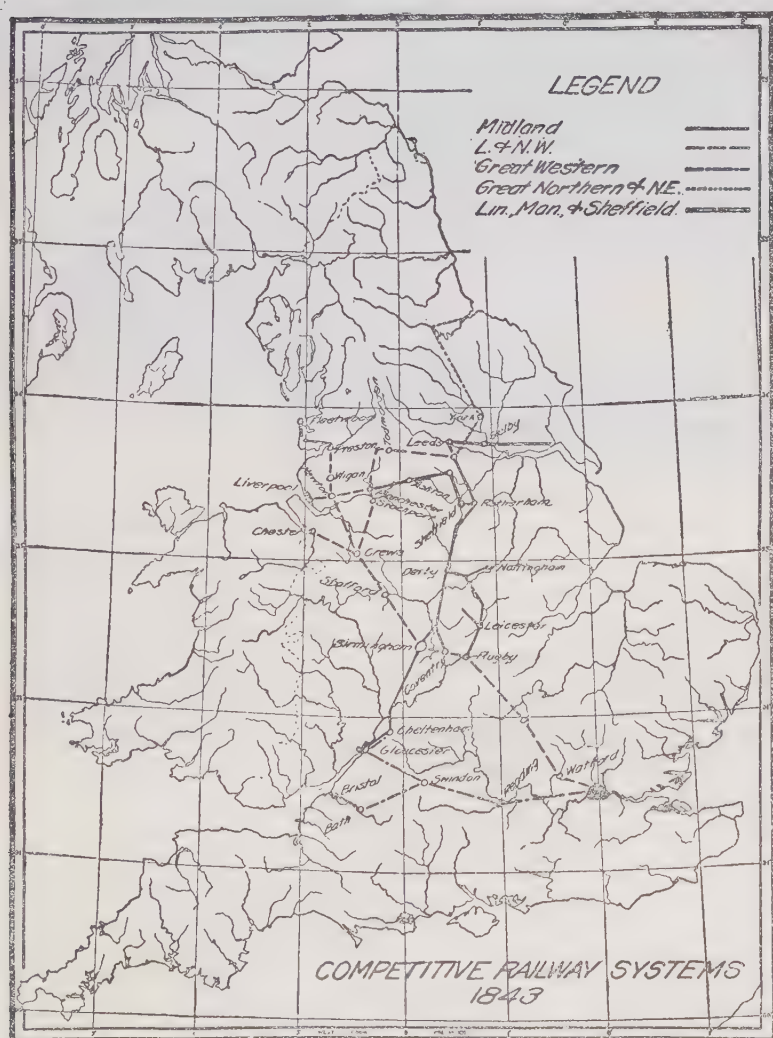 LEGEND
Midland
L. & N.W.
Great Western
Great Northern & N.E.
Lin., Man., & Sheffield
Fleetwood
Todmorden
York
Preston
Leeds
Selby
Wigan
Liverpool
Manchester
Stockport
Sheffield
Rotherham
Chester
Crewe
Derby
Nottingham
Stafford
Leicester
Birmingham
Coventry
Rugby
Cheltenham
Gloucester
Bristol
Swindon
Reading
Watford
Bath
COMPETITIVE RAILWAY SYSTEMS
1843